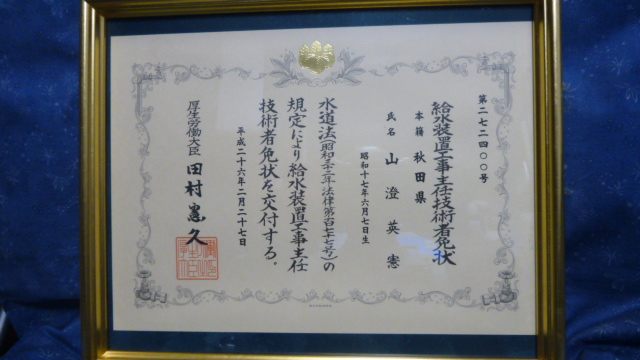 第二七二四〇〇号
給水装置工事主任技術者免状
本籍 秋田県
氏名 山澄英憲
昭和十七年六月七日生
水道法(昭和三十二年法律第百七十七号)の
規定により給水装置工事主任
技術者免状を交付する。
平成二十六年二月二十七日
厚生労働大臣 田村憲久